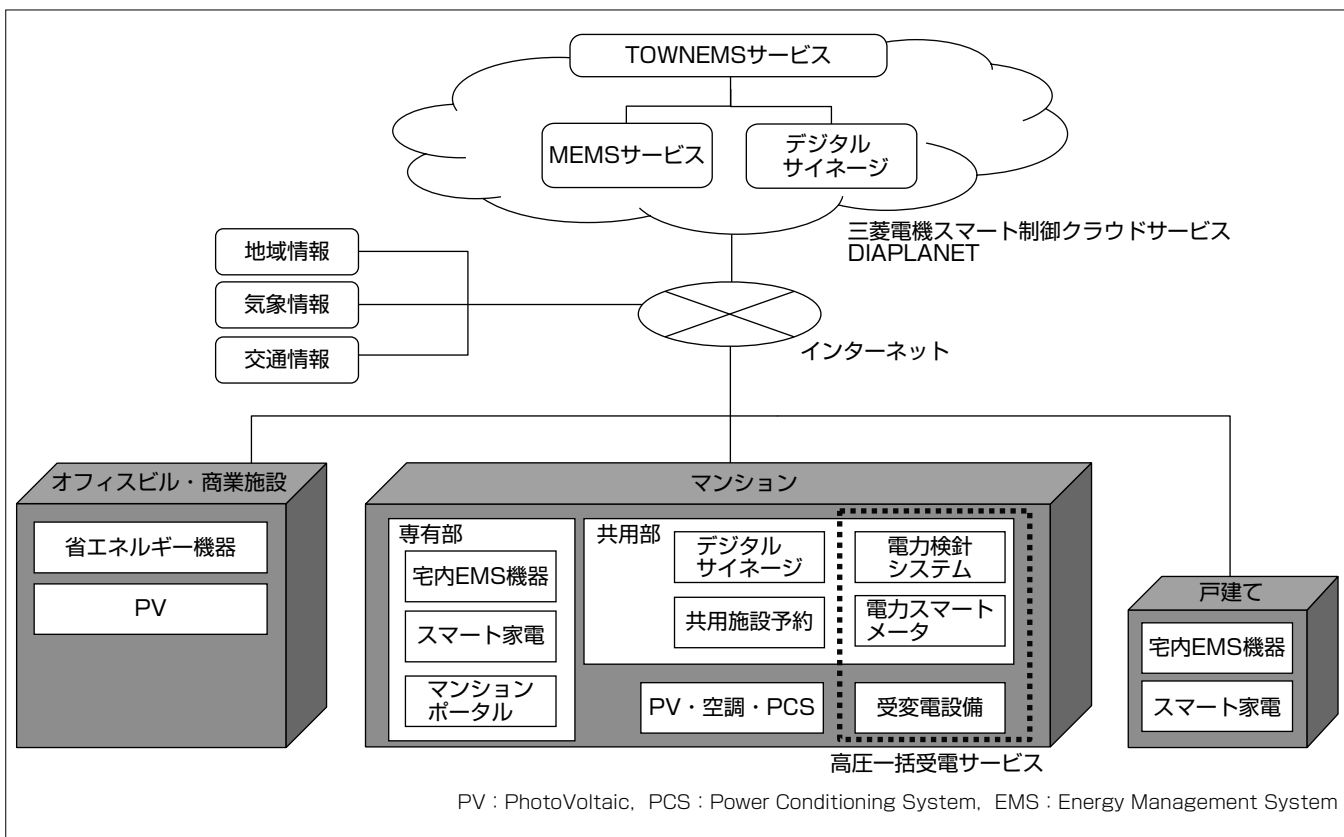 TOWNEMSサービス
MEMSサービス
デジタル
サイネージ
三菱電機スマート制御クラウドサービス
DIAPLANET
地域情報
気象情報
交通情報
インターネット
オフィスビル・商業施設
省エネルギー機器
PV
マンション
専有部
宅内EMS機器
スマート家電
マンション
ポータル
共用部
デジタル
サイネージ
共用施設予約
電力検針
システム
電力スマート
メータ
PV・空調・PCS
受変電設備
高圧一括受電サービス
戸建て
宅内EMS機器
スマート家電
PV：PhotoVoltaic, PCS：Power Conditioning System, EMS：Energy Management System